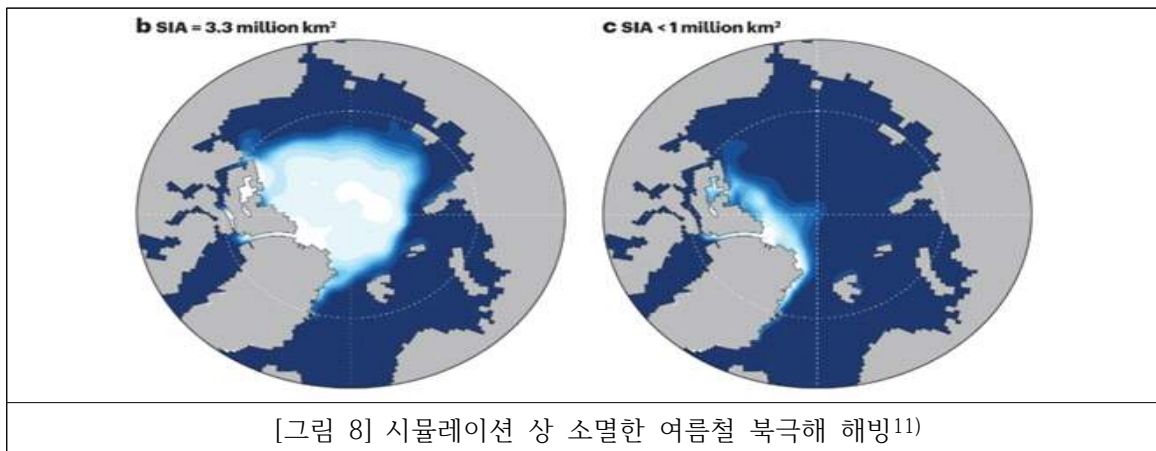 b SIA = 3.3 million km²
c SIA < 1 million km²
[그림 8] 시뮬레이션 상 소멸한 여름철 북극해 해빙11)